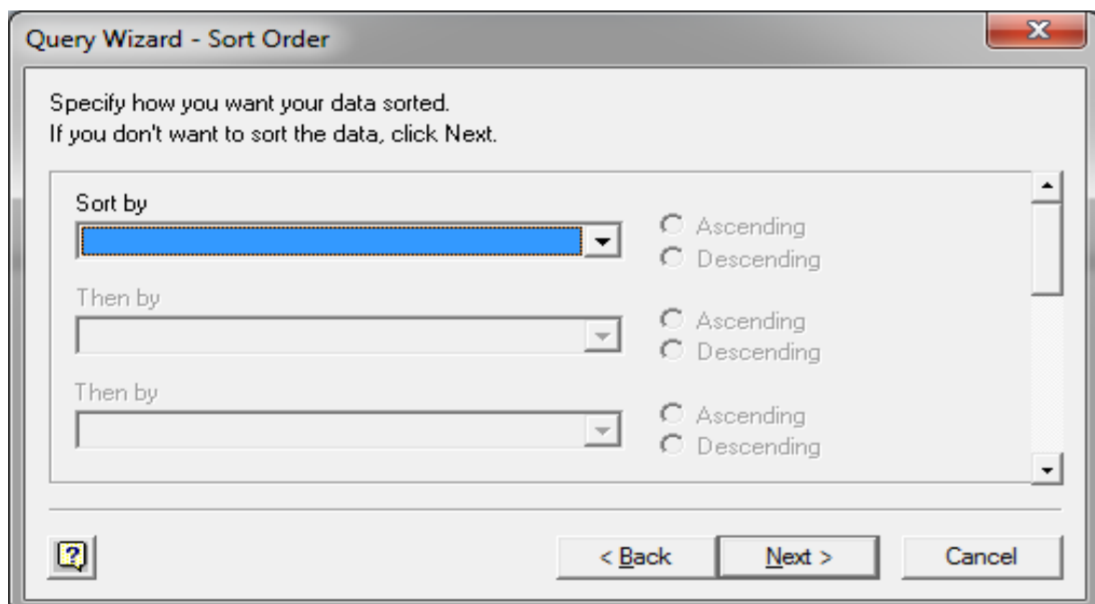 Query Wizard - Sort Order
Specify how you want your data sorted.
If you don't want to sort the data, click Next.
Sort by
Ascending
Descending
Then by
Ascending
Descending
Then by
Ascending
Descending
?
< Back
Next >
Cancel